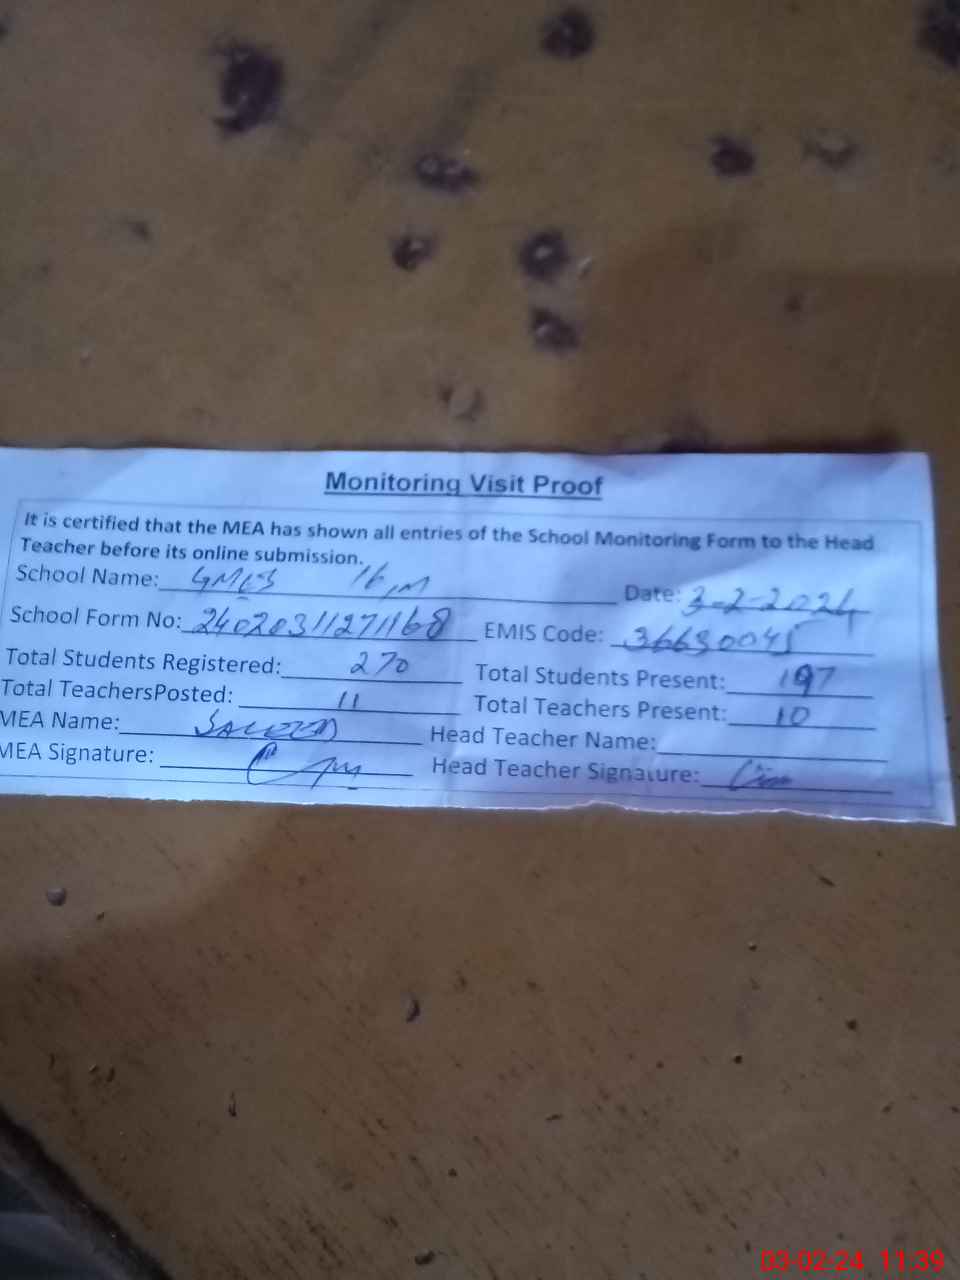 Monitoring Visit Proof
It is certified that the MEA has shown all entries of the School Monitoring Form to the Head
Teacher before its online submission.
School Name: GMES 16/M Date: 3-2-2024
School Form No: 24020311271168 EMIS Code: 36630045
Total Students Registered: 270 Total Students Present: 197
Total TeachersPosted: 11 Total Teachers Present: 10
MEA Name: SALEEM Head Teacher Name:
MEA Signature: Head Teacher Signature:
03-02-24 11:39